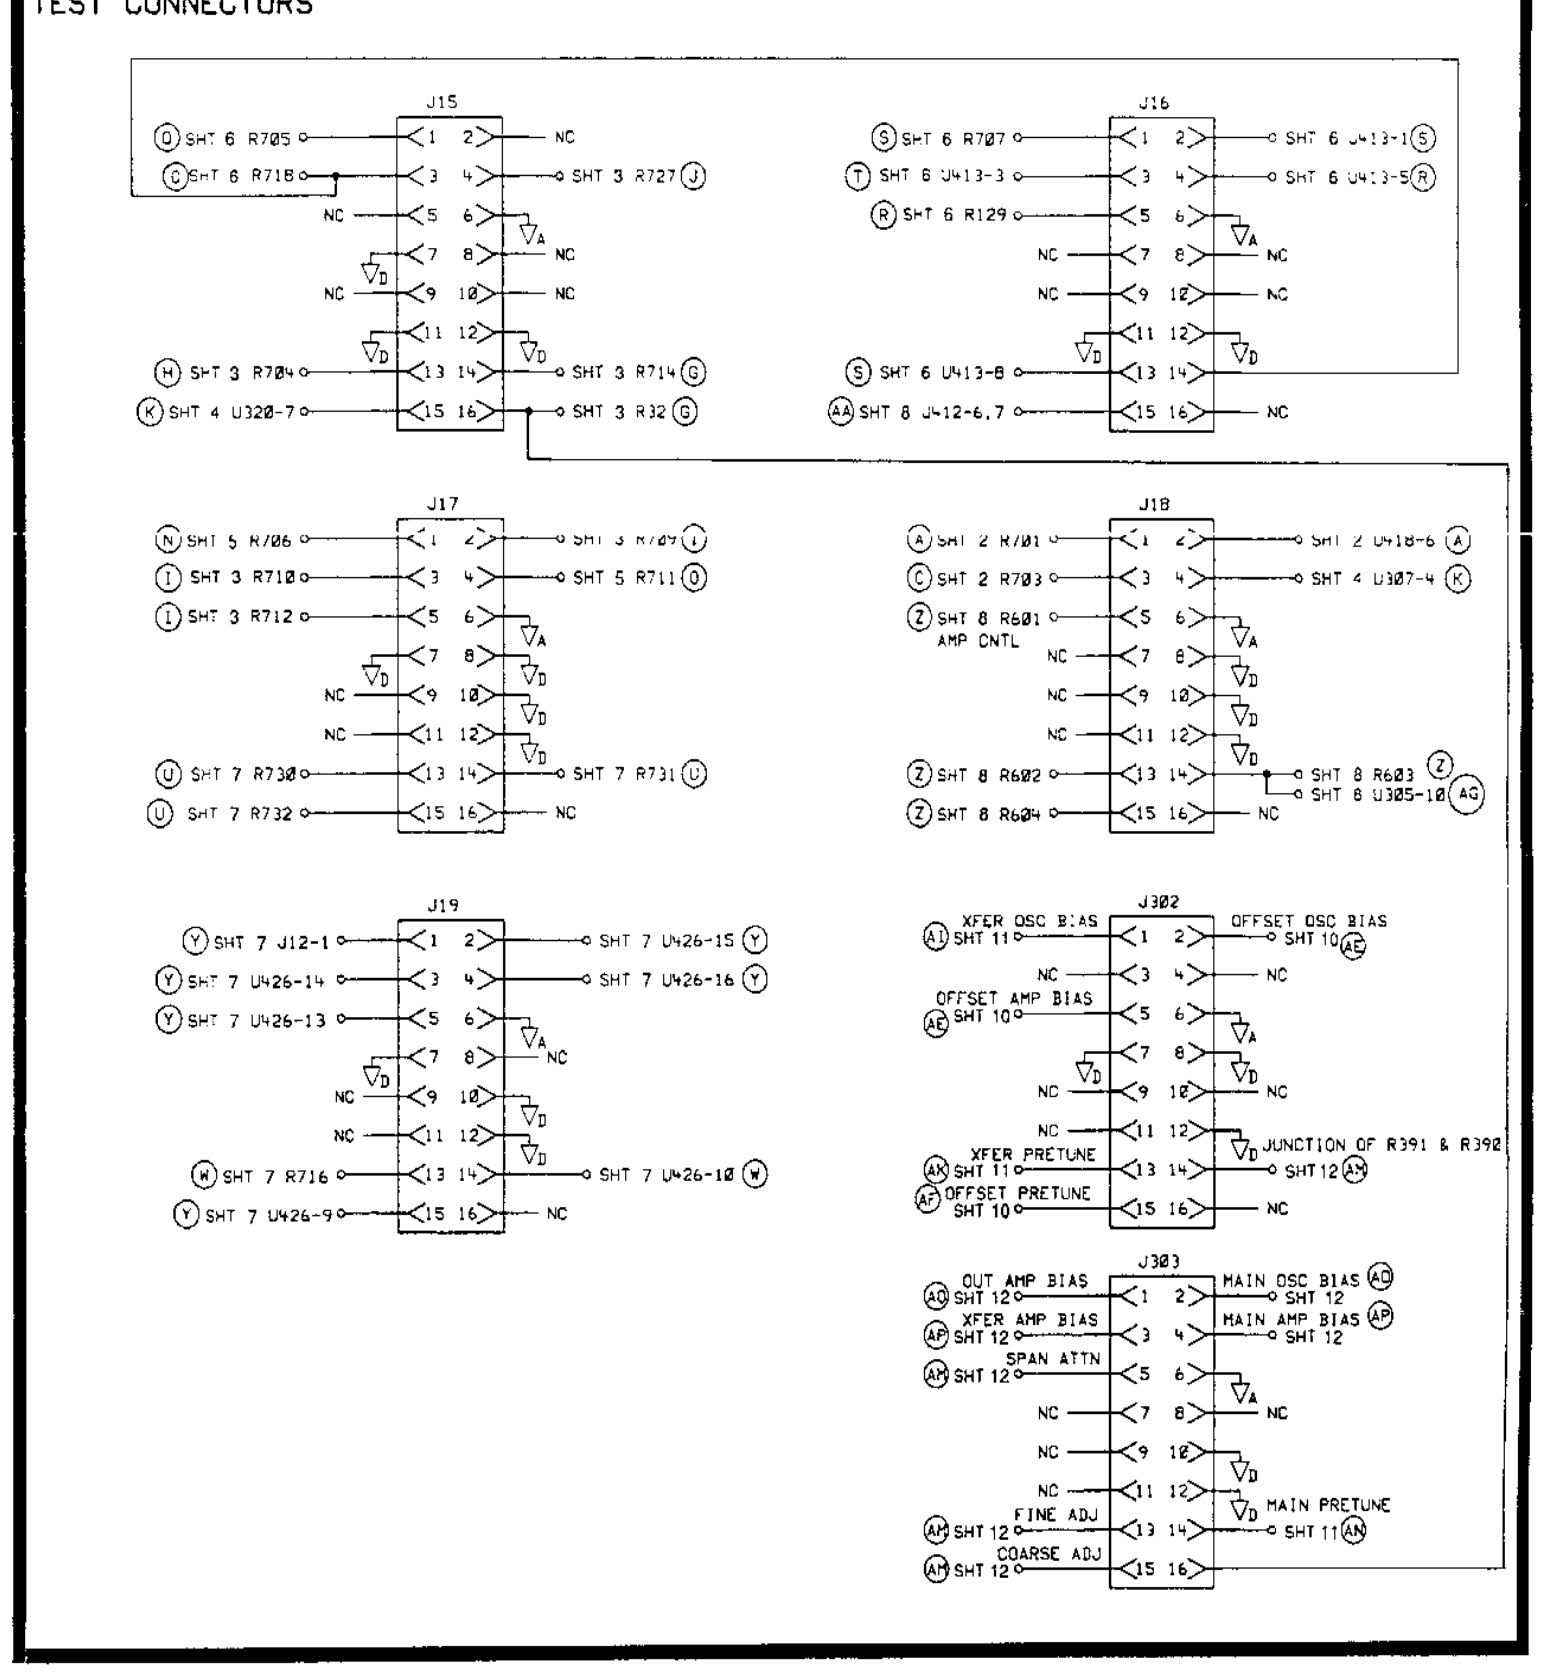 TEST CONNECTORS
J15
SHT 6 R705 1 2 NC
SHT 6 R718 3 4 SHT 3 R727 J
NC 5 6 A
D 7 8 NC
NC 9 10 NC
D 11 12 D
H SHT 3 R704 13 14 SHT 3 R714 G
K SHT 4 U320-7 15 16 SHT 3 R32 G
J16
S SHT 6 R707 1 2 SHT 6 U413-1 S
T SHT 6 U413-3 3 4 SHT 6 U413-5 R
R SHT 6 R129 5 6 A
NC 7 8 NC
NC 9 10 NC
D 11 12 D
S SHT 6 U413-8 13 14
AA SHT 8 U412-6,7 15 16 NC
J17
N SHT 5 R706 1 2 SHT 3 R709 I
I SHT 3 R710 3 4 SHT 5 R711 O
I SHT 3 R712 5 6 A
D 7 8 D
NC 9 10 D
NC 11 12 D
U SHT 7 R730 13 14 SHT 7 R731 U
U SHT 7 R732 15 16 NC
J18
A SHT 2 R701 1 2 SHT 2 U418-6 A
C SHT 2 R703 3 4 SHT 4 U307-4 K
Z SHT 8 R601 5 6 A
AMP CNTL
NC 7 8 D
NC 9 10 D
NC 11 12 D
Z SHT 8 R602 13 14 SHT 8 R603 Z
SHT 8 U305-10 AG
Z SHT 8 R604 15 16 NC
J19
Y SHT 7 J12-1 1 2 SHT 7 U426-15 Y
Y SHT 7 U426-14 3 4 SHT 7 U426-16 Y
Y SHT 7 U426-13 5 6 A
D 7 8 NC
NC 9 10 D
NC 11 12 D
W SHT 7 R716 13 14 SHT 7 U426-10 W
Y SHT 7 U426-9 15 16 NC
J302
XFER OSC BIAS OFFSET OSC BIAS
AI SHT 11 1 2 SHT 10 AE
NC 3 4 NC
OFFSET AMP BIAS
AE SHT 10 5 6 A
D 7 8 D
NC 9 10 NC
NC 11 12 D JUNCTION OF R391 & R390
XFER PRETUNE
AK SHT 11 13 14 SHT 12 AM
AF OFFSET PRETUNE
SHT 10 15 16 NC
J303
OUT AMP BIAS MAIN OSC BIAS AO
AO SHT 12 1 2 SHT 12
XFER AMP BIAS MAIN AMP BIAS AP
AP SHT 12 3 4 SHT 12
SPAN ATTN
AM SHT 12 5 6 A
NC 7 8 NC
NC 9 10 D
NC 11 12 D MAIN PRETUNE
FINE ADJ
AM SHT 12 13 14 SHT 11 AN
COARSE ADJ
AM SHT 12 15 16